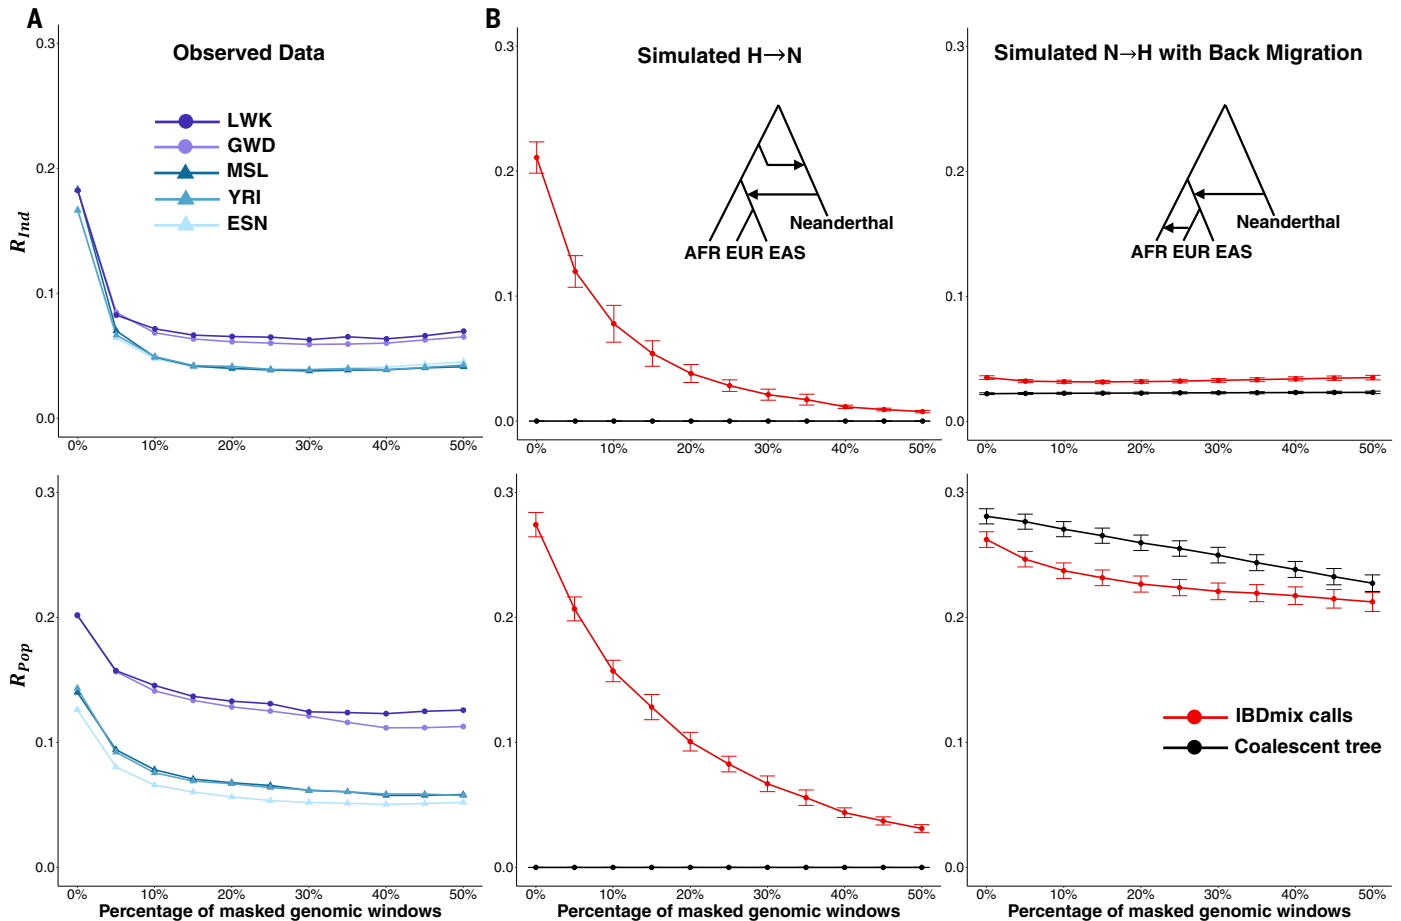 A
B
Observed Data
LWK
GWD
MSL
YRI
ESN
0.3
0.2
0.1
0.0
R_Ind
0% 10% 20% 30% 40% 50%
Simulated H→N
0.3
0.2
0.1
0.0
Neanderthal
AFR EUR EAS
0% 10% 20% 30% 40% 50%
Simulated N→H with Back Migration
0.3
0.2
0.1
0.0
Neanderthal
AFR EUR EAS
0% 10% 20% 30% 40% 50%
0.3
0.2
0.1
0.0
R_Pop
0% 10% 20% 30% 40% 50%
Percentage of masked genomic windows
0.3
0.2
0.1
0.0
0% 10% 20% 30% 40% 50%
Percentage of masked genomic windows
0.3
0.2
0.1
0.0
IBDmix calls
Coalescent tree
0% 10% 20% 30% 40% 50%
Percentage of masked genomic windows